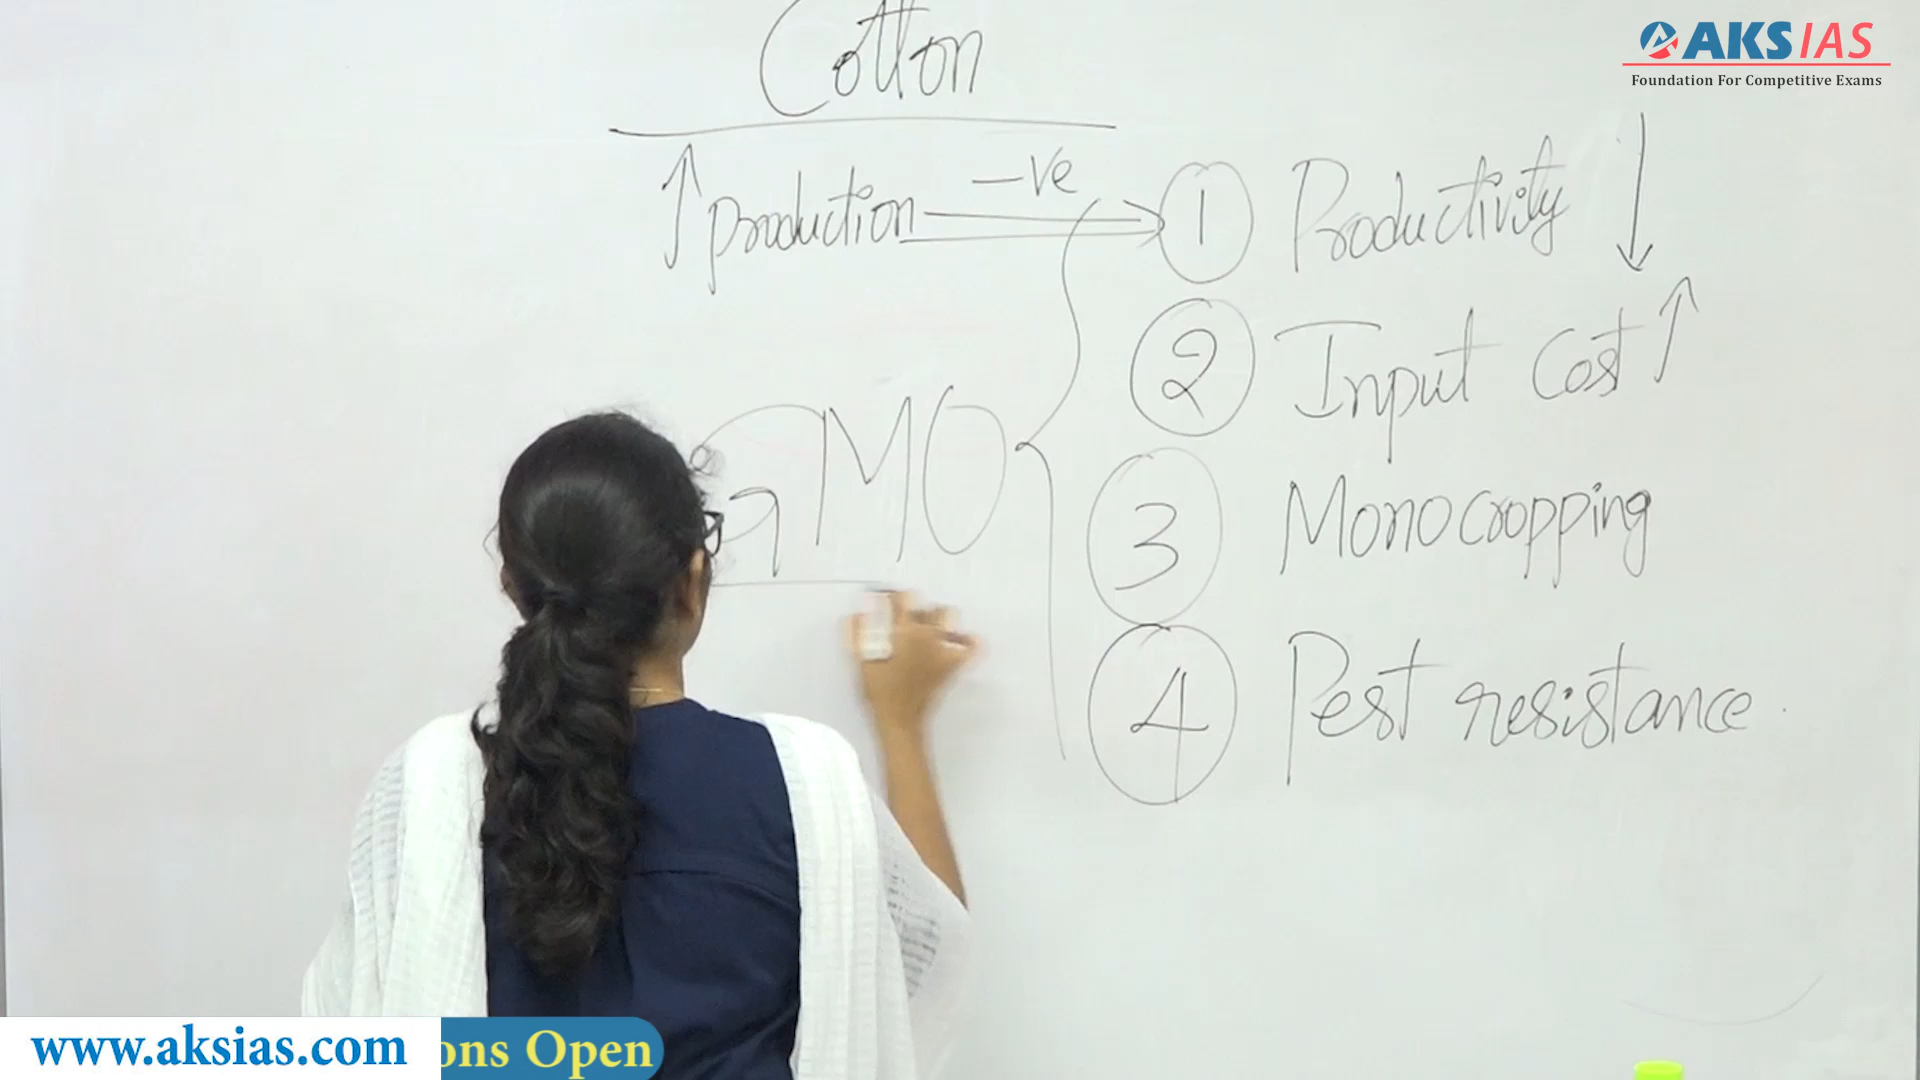 Cotton
AKS IAS
Foundation For Competitive Exams
↑ production —ve → 1 Productivity ↓
2 Input Cost ↑
GMO
3 Monocropping
4 Pest resistance
www.aksias.com
ons Open